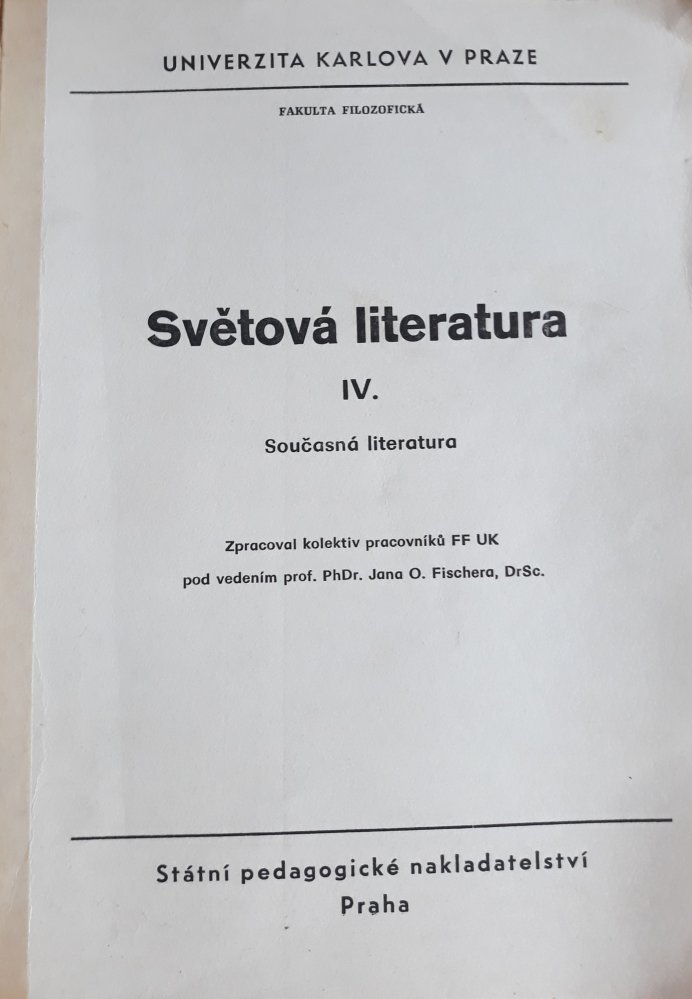 UNIVERZITA KARLOVA V PRAZE
FAKULTA FILOZOFICKÁ
Světová literatura
IV.
Současná literatura
Zpracoval kolektiv pracovníků FF UK
pod vedením prof. PhDr. Jana O. Fischera, DrSc.
Státní pedagogické nakladatelství
Praha